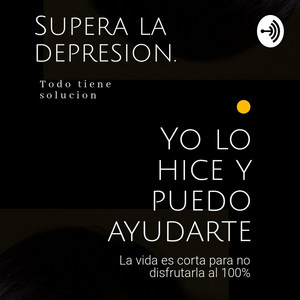 Supera la
depresion.
Todo tiene
solucion
Yo lo
hice y
puedo
ayudarte
La vida es corta para no
disfrutarla al 100%